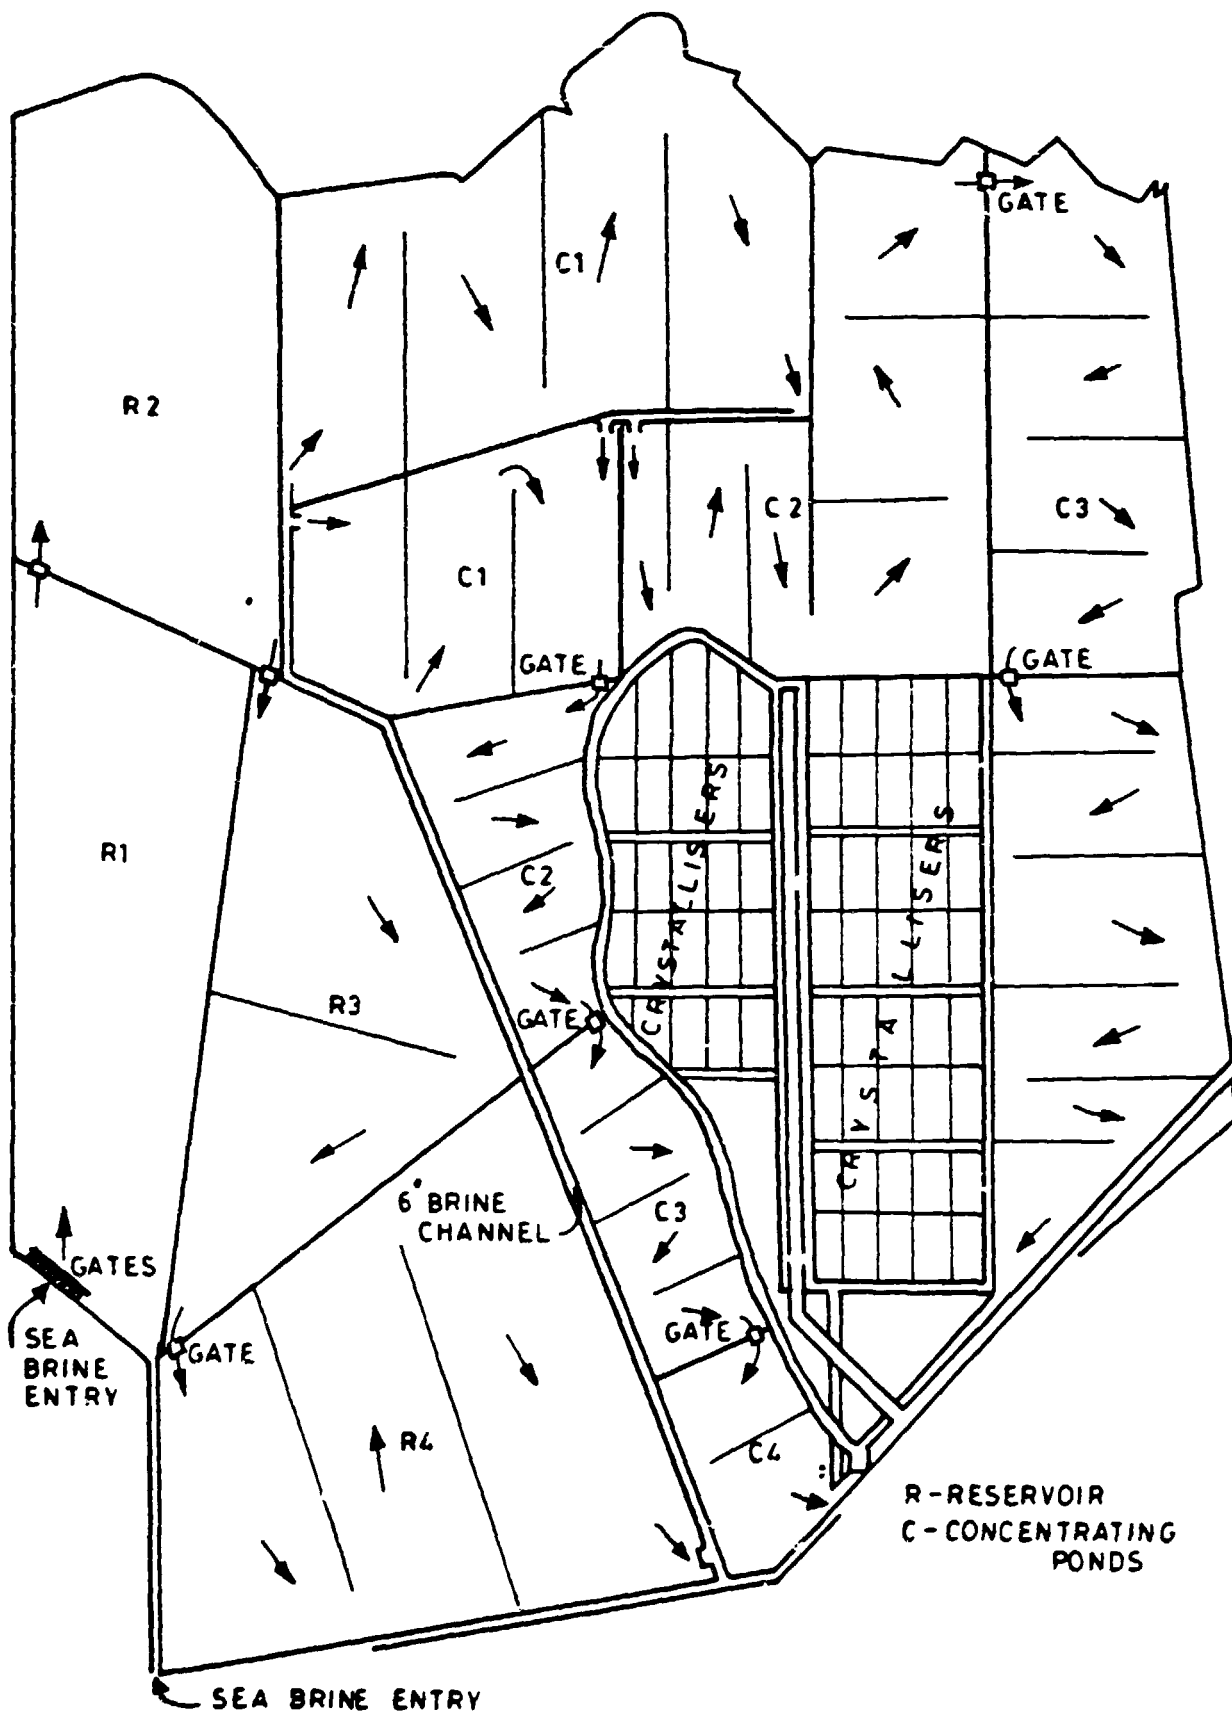 GATE
C1
R2
C2
C3
C1
GATE
GATE
CRYSTALLISERS
CRYSTALLISERS
R1
C2
R3
GATE
6° BRINE
CHANNEL
C3
GATES
SEA
BRINE
ENTRY
GATE
GATE
R4
C4
R-RESERVOIR
C-CONCENTRATING
PONDS
SEA BRINE ENTRY